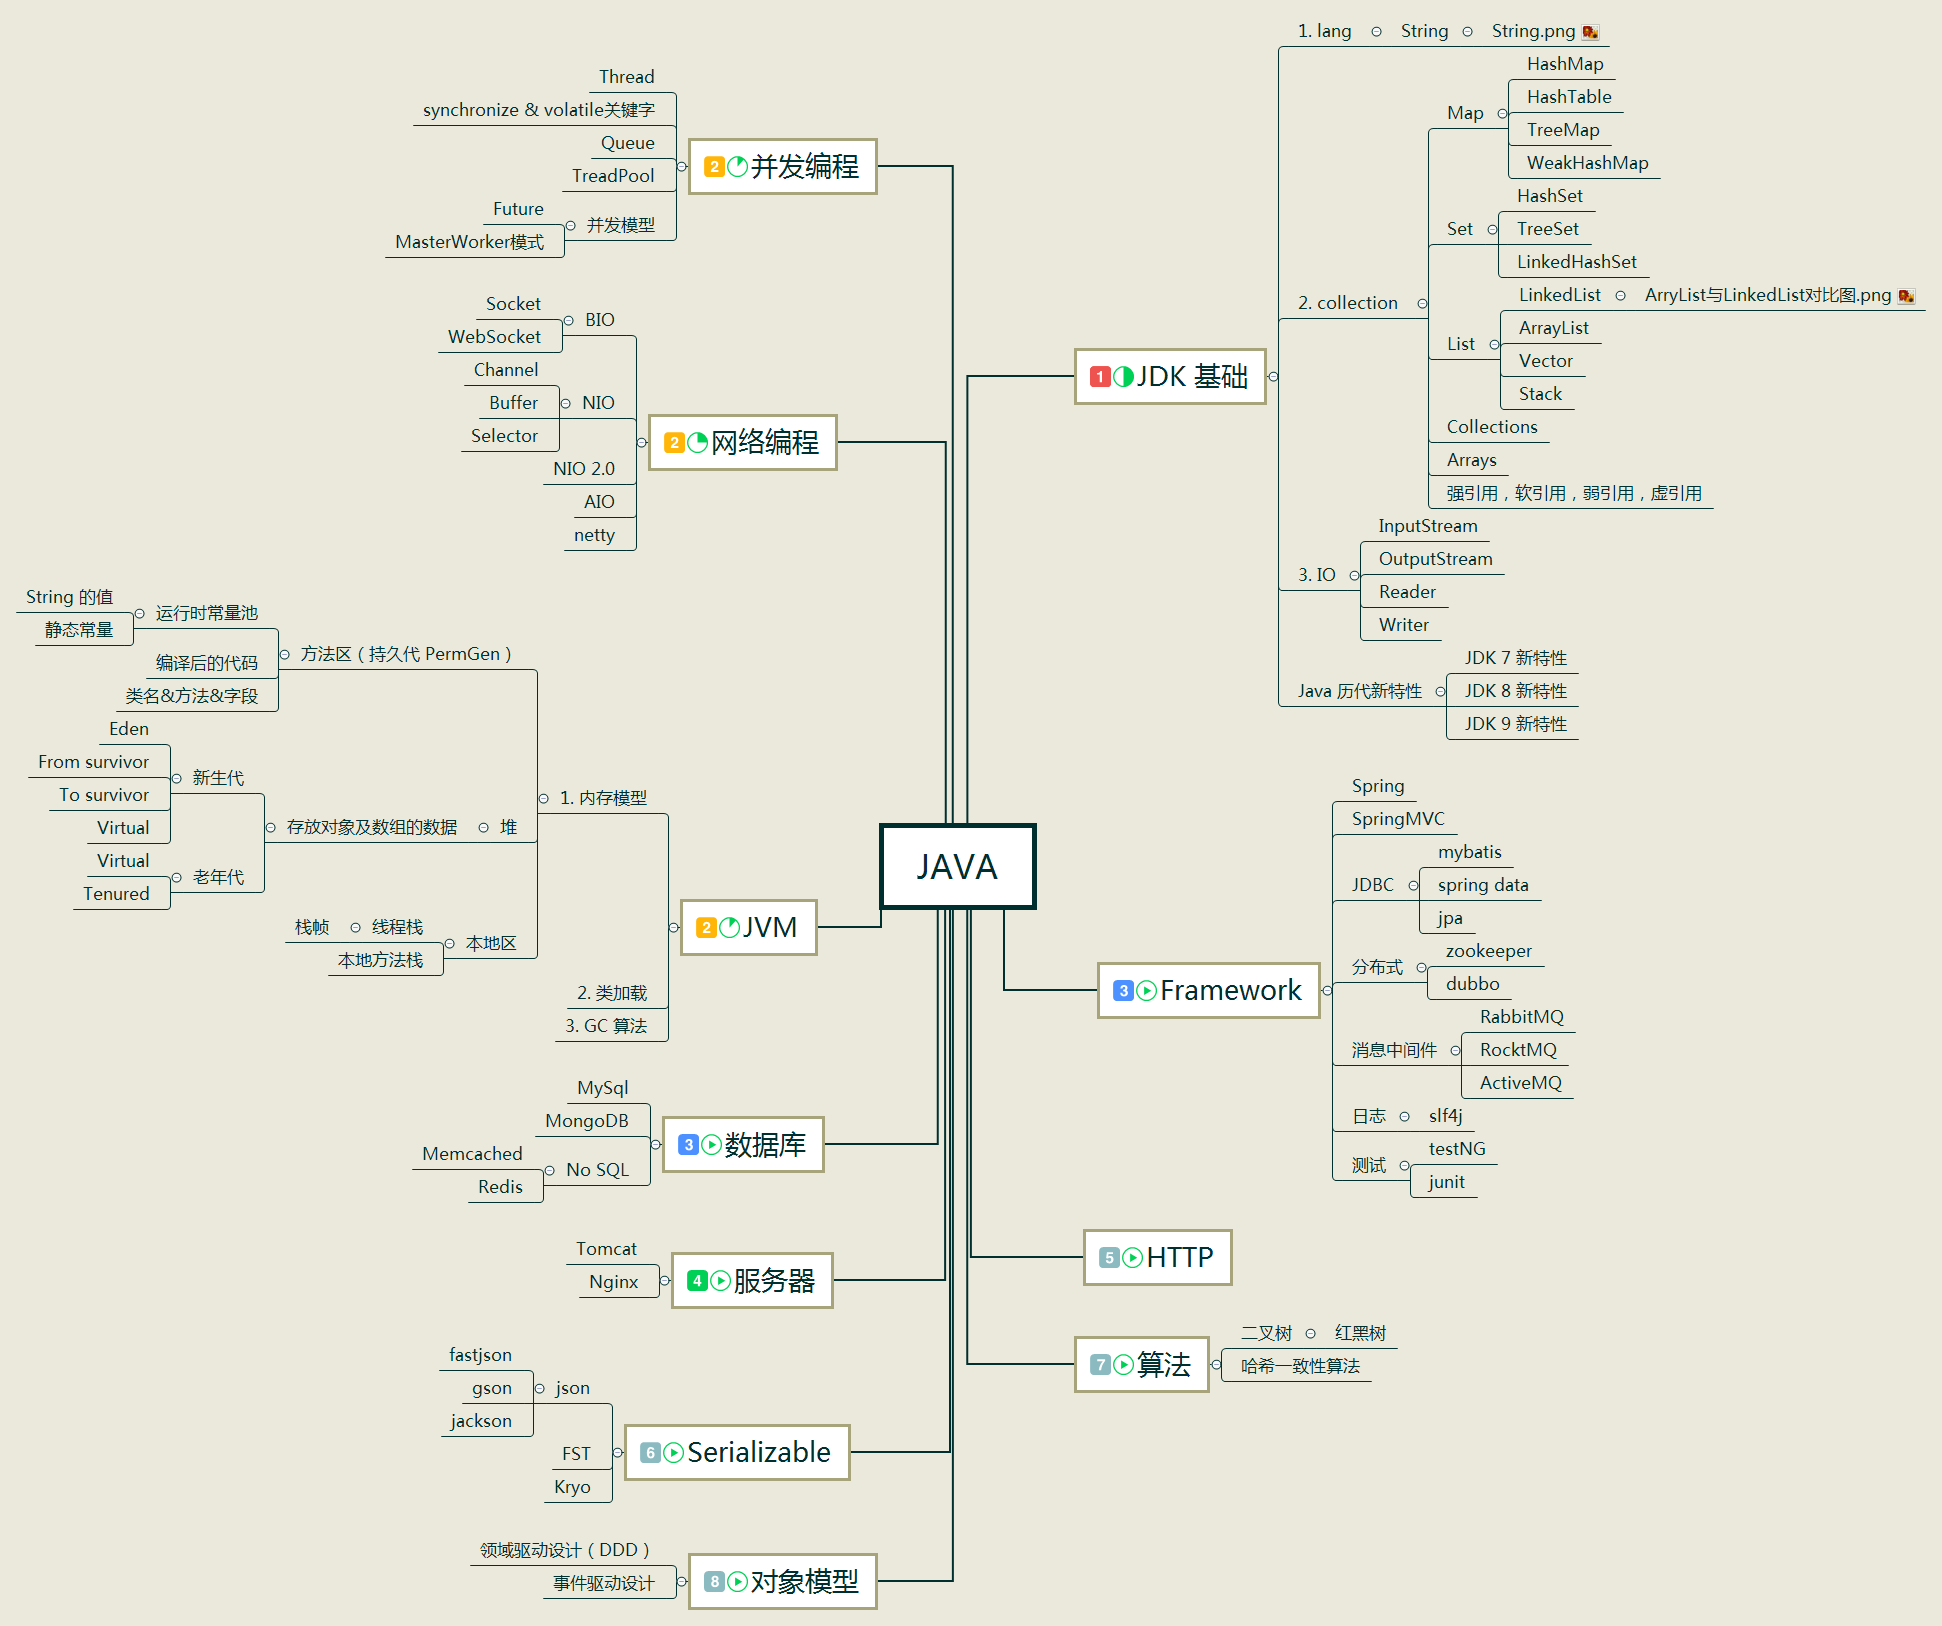 JAVA
1 JDK 基础
1. lang
String
String.png
2. collection
Map
HashMap
HashTable
TreeMap
WeakHashMap
Set
HashSet
TreeSet
LinkedHashSet
List
LinkedList
ArryList与LinkedList对比图.png
ArrayList
Vector
Stack
Collections
Arrays
强引用，软引用，弱引用，虚引用
3. IO
InputStream
OutputStream
Reader
Writer
Java 历代新特性
JDK 7 新特性
JDK 8 新特性
JDK 9 新特性
3 Framework
Spring
SpringMVC
JDBC
mybatis
spring data
jpa
分布式
zookeeper
dubbo
消息中间件
RabbitMQ
RocktMQ
ActiveMQ
日志
slf4j
测试
testNG
junit
5 HTTP
7 算法
二叉树
红黑树
哈希一致性算法
2 并发编程
Thread
synchronize & volatile关键字
Queue
TreadPool
并发模型
Future
MasterWorker模式
2 网络编程
BIO
Socket
WebSocket
NIO
Channel
Buffer
Selector
NIO 2.0
AIO
netty
2 JVM
1. 内存模型
方法区（持久代 PermGen）
运行时常量池
String 的值
静态常量
编译后的代码
类名&方法&字段
堆
存放对象及数组的数据
新生代
Eden
From survivor
To survivor
Virtual
老年代
Virtual
Tenured
本地区
线程栈
栈帧
本地方法栈
2. 类加载
3. GC 算法
3 数据库
MySql
MongoDB
No SQL
Memcached
Redis
4 服务器
Tomcat
Nginx
6 Serializable
json
fastjson
gson
jackson
FST
Kryo
8 对象模型
领域驱动设计（DDD）
事件驱动设计